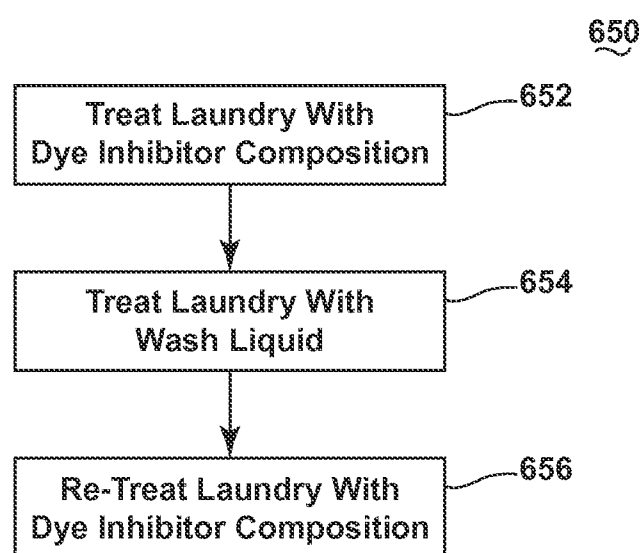 650
Treat Laundry With
Dye Inhibitor Composition
652
Treat Laundry With
Wash Liquid
654
Re-Treat Laundry With
Dye Inhibitor Composition
656